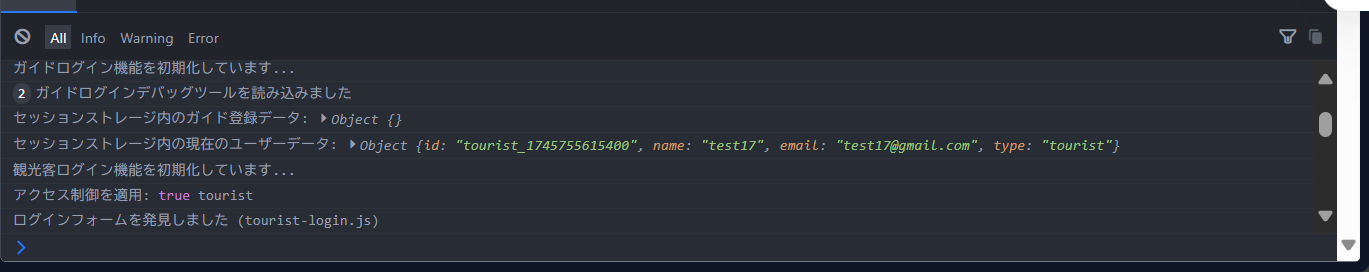 All Info Warning Error
ガイドログイン機能を初期化しています...
2 ガイドログインデバッグツールを読み込みました
セッションストレージ内のガイド登録データ: Object {}
セッションストレージ内の現在のユーザーデータ: Object {id: "tourist_1745755615400", name: "test17", email: "test17@gmail.com", type: "tourist"}
観光客ログイン機能を初期化しています...
アクセス制御を適用: true tourist
ログインフォームを発見しました (tourist-login.js)